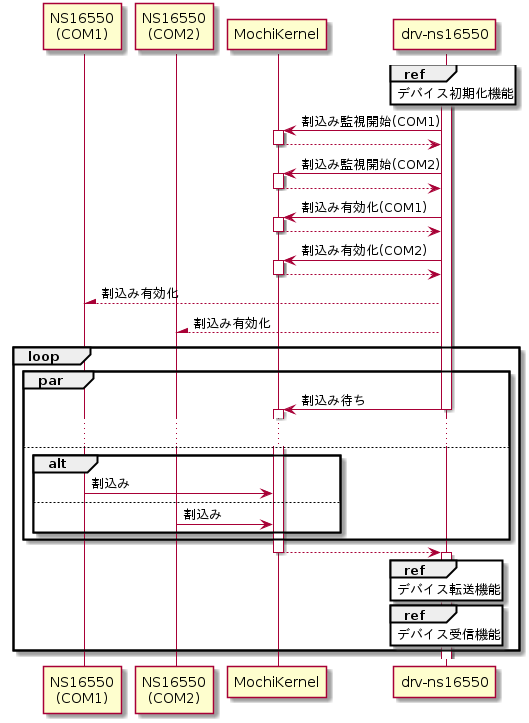 NS16550
(COM1)
NS16550
(COM2)
MochiKernel
drv-ns16550
ref
デバイス初期化機能
割込み監視開始(COM1)
割込み監視開始(COM2)
割込み有効化(COM1)
割込み有効化(COM2)
割込み有効化
割込み有効化
loop
par
割込み待ち
alt
割込み
割込み
ref
デバイス転送機能
ref
デバイス受信機能
NS16550
(COM1)
NS16550
(COM2)
MochiKernel
drv-ns16550